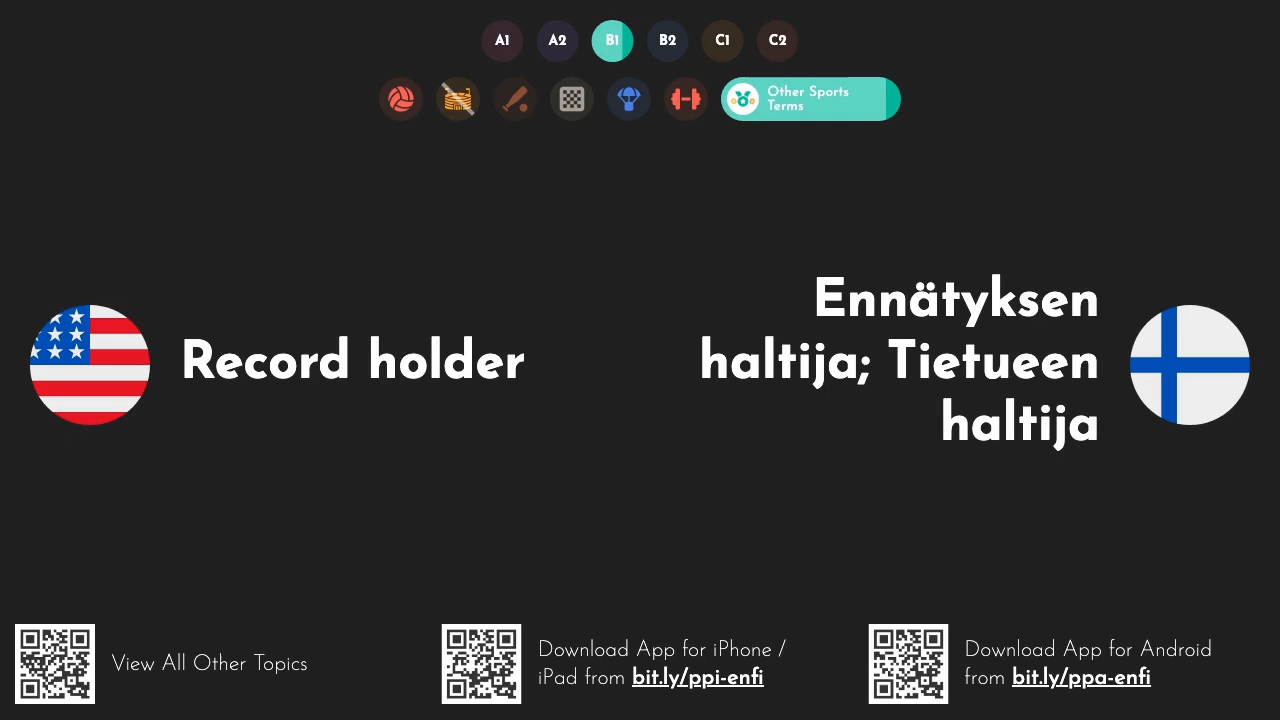 A1 A2 B1 B2 C1 C2
Other Sports
Terms
Record holder
Ennätyksen
haltija; Tietueen
haltija
View All Other Topics
Download App for iPhone /
iPad from bit.ly/ppi-enfi
Download App for Android
from bit.ly/ppa-enfi